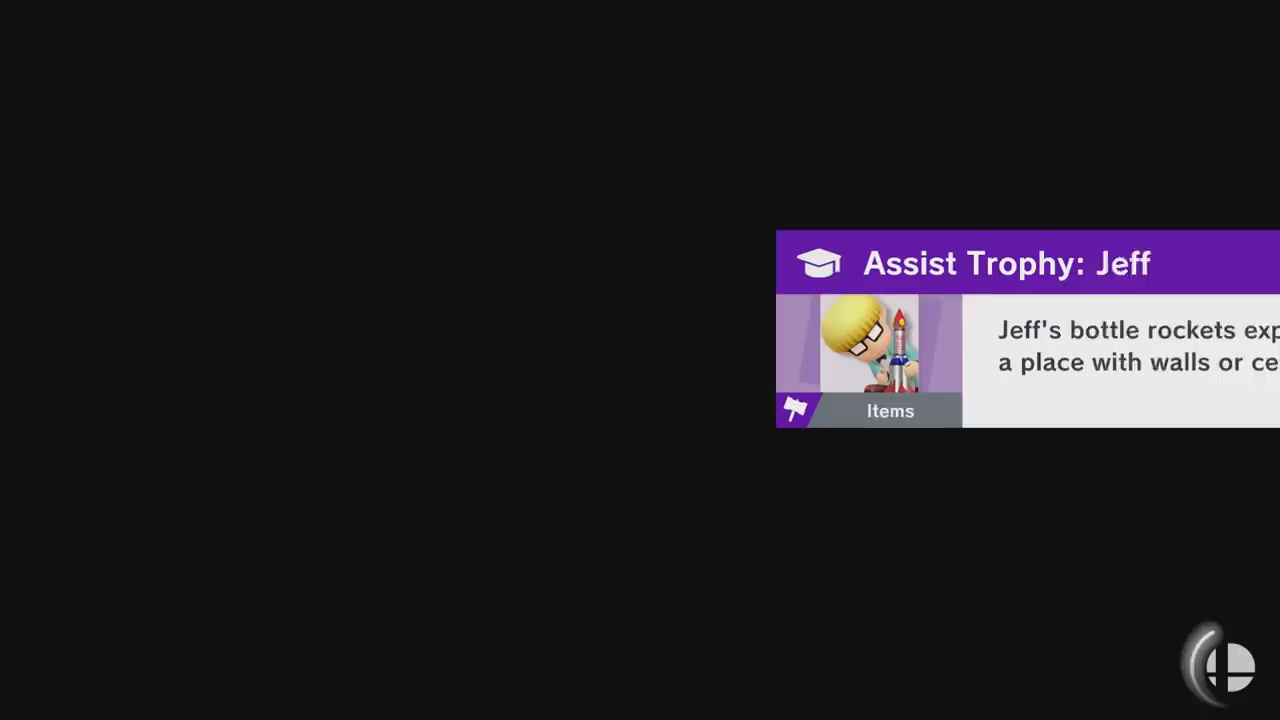 Assist Trophy: Jeff
Jeff's bottle rockets exp
a place with walls or ce
Items